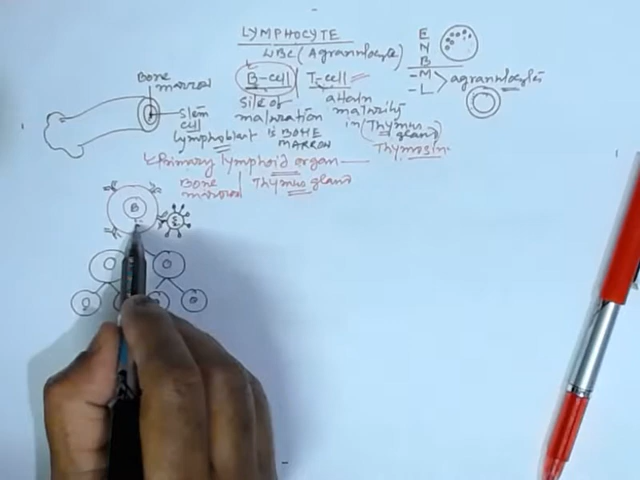 LYMPHOCYTE
WBC (Agranulocyte)
B-cell | T-cell
site of
maturation
is BONE
MARROW
attain
maturity
in (Thymus
gland)
Thymosin
E
N
B
-M
-L
agranulocytes
Bone
marrow
stem
cell
lymphoblast
Primary lymphoid organ
Bone
marrow
Thymus gland
B